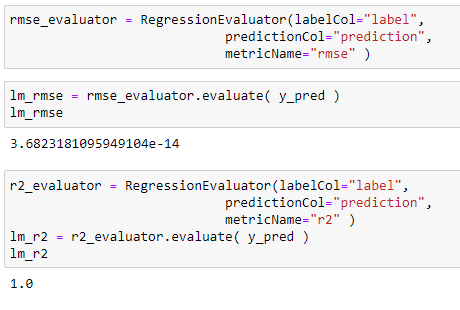 rmse_evaluator = RegressionEvaluator(labelCol="label",
                            predictionCol="prediction",
                            metricName="rmse" )
lm_rmse = rmse_evaluator.evaluate( y_pred )
lm_rmse
3.6823181095949104e-14
r2_evaluator = RegressionEvaluator(labelCol="label",
                            predictionCol="prediction",
                            metricName="r2" )
lm_r2 = r2_evaluator.evaluate( y_pred )
lm_r2
1.0